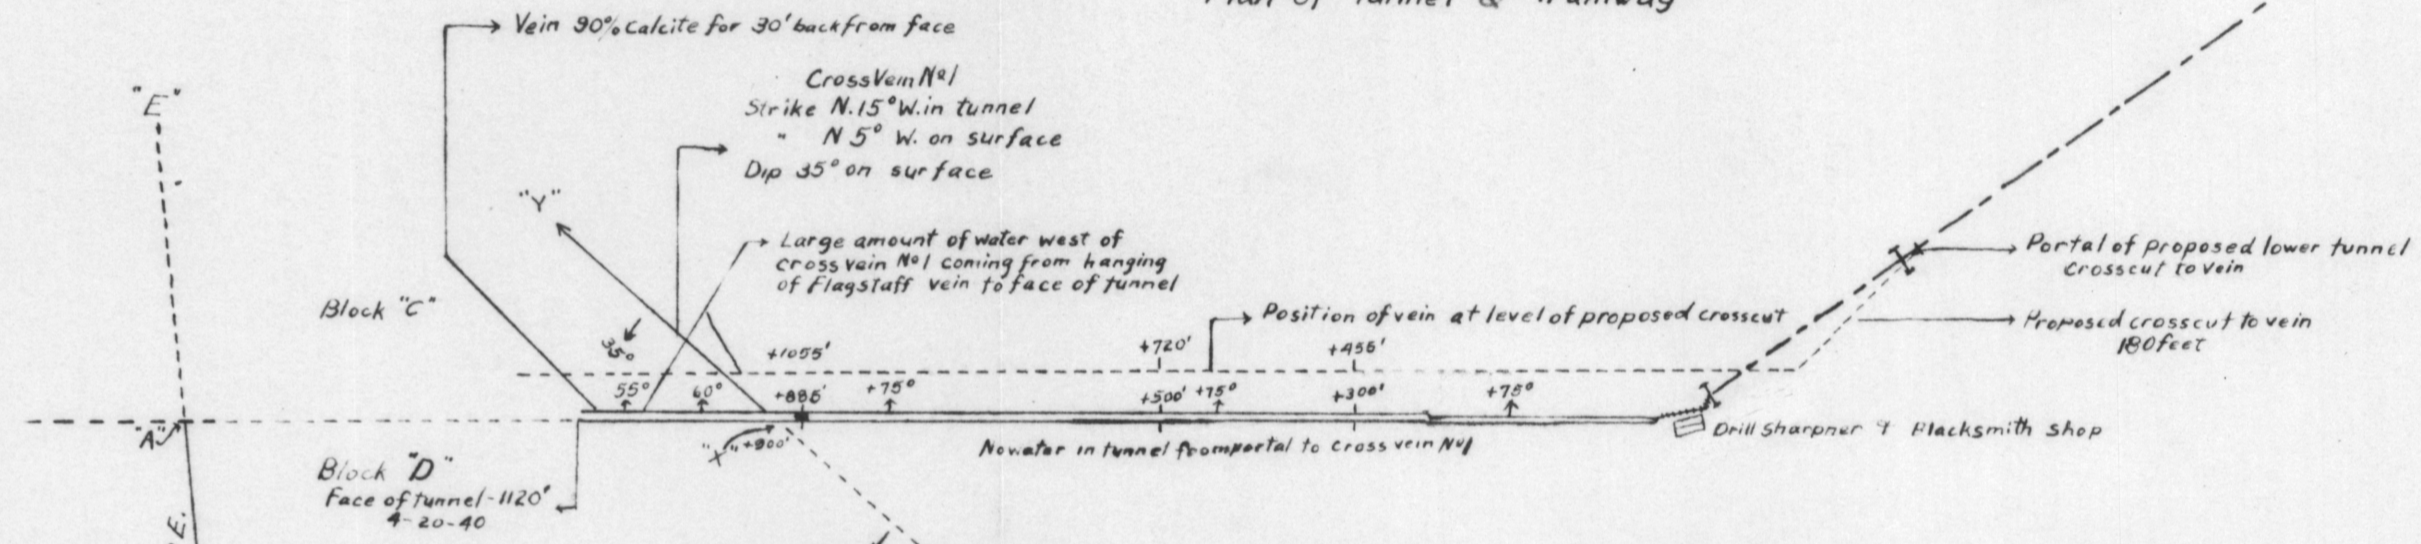 Plan of Tunnel & Tramway
Vein 90% Calcite for 30' back from face
Cross Vein No 1
Strike N. 15° W. in tunnel
" N 5° W. on surface
Dip 35° on surface
"E"
"Y"
Large amount of water west of
cross vein No 1 coming from hanging
of Flagstaff vein to face of tunnel
Portal of proposed lower tunnel
Crosscut to vein
Block "C"
Position of vein at level of proposed crosscut
Proposed crosscut to vein
180 feet
35°
+1055'
+720'
+455'
55°
60°
+885'
+75°
+500'
+75°
+300'
+75°
"A"
"X" +900'
No water in tunnel from portal to cross vein No 1
Drill sharpner & Blacksmith shop
Block "D"
Face of tunnel - 1120'
4-20-40
E.